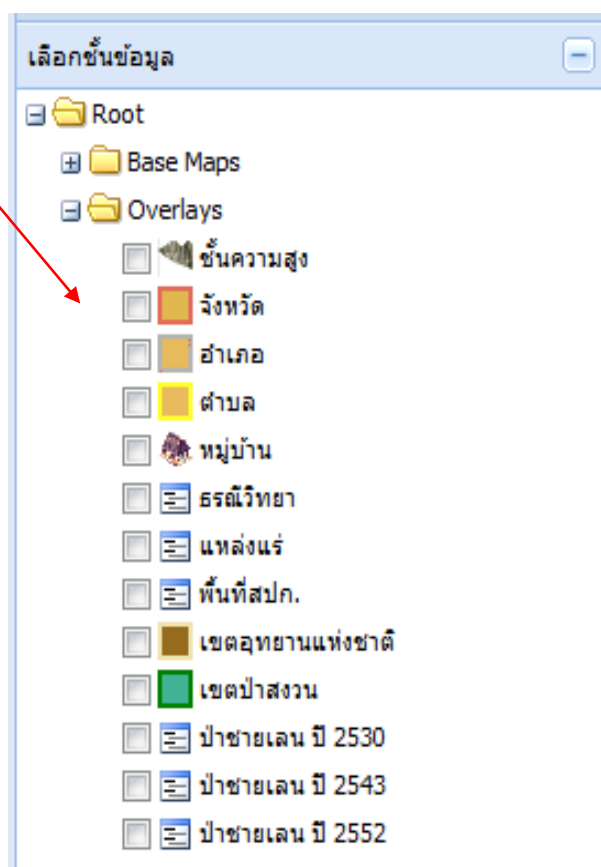 เลือกชั้นข้อมูล
Root
Base Maps
Overlays
ชั้นความสูง
จังหวัด
อำเภอ
ตำบล
หมู่บ้าน
ธรณีวิทยา
แหล่งแร่
พื้นที่สปก.
เขตอุทยานแห่งชาติ
เขตป่าสงวน
ป่าชายเลน ปี 2530
ป่าชายเลน ปี 2543
ป่าชายเลน ปี 2552